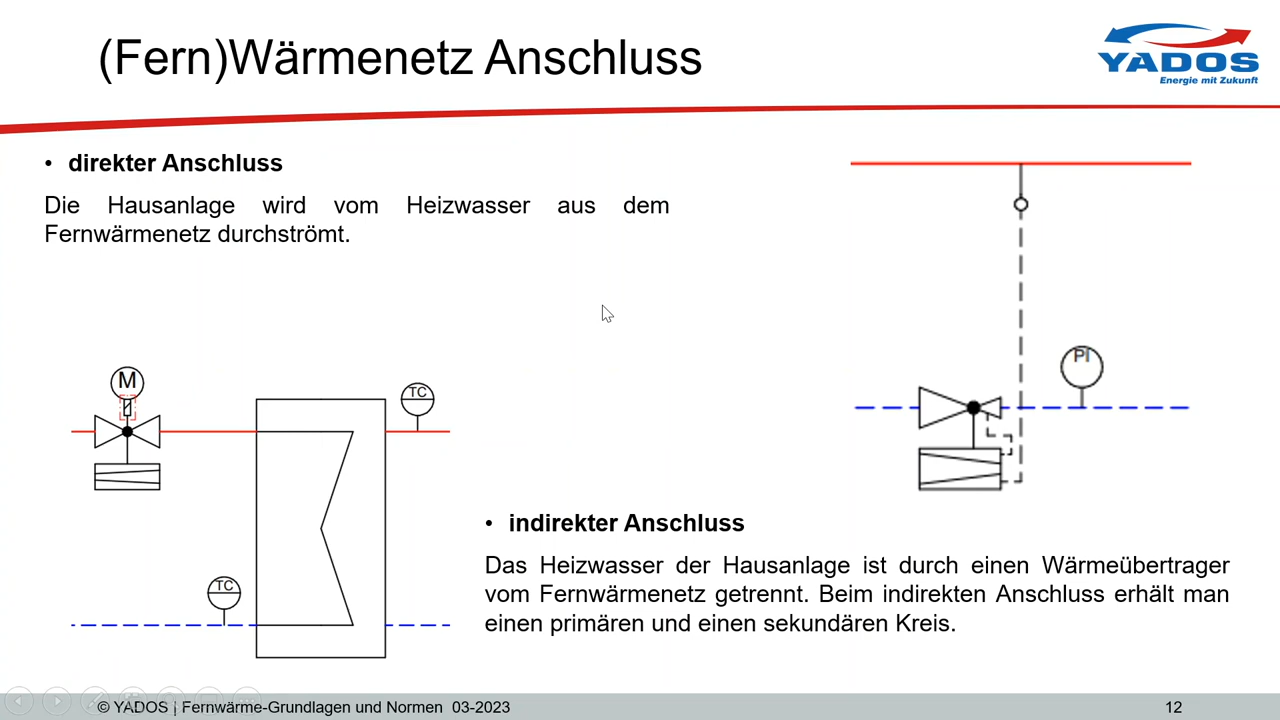 (Fern)Wärmenetz Anschluss
YADOS
Energie mit Zukunft
• direkter Anschluss
Die Hausanlage wird vom Heizwasser aus dem
Fernwärmenetz durchströmt.
PI
M
TC
TC
• indirekter Anschluss
Das Heizwasser der Hausanlage ist durch einen Wärmeübertrager
vom Fernwärmenetz getrennt. Beim indirekten Anschluss erhält man
einen primären und einen sekundären Kreis.
© YADOS | Fernwärme-Grundlagen und Normen 03-2023
12